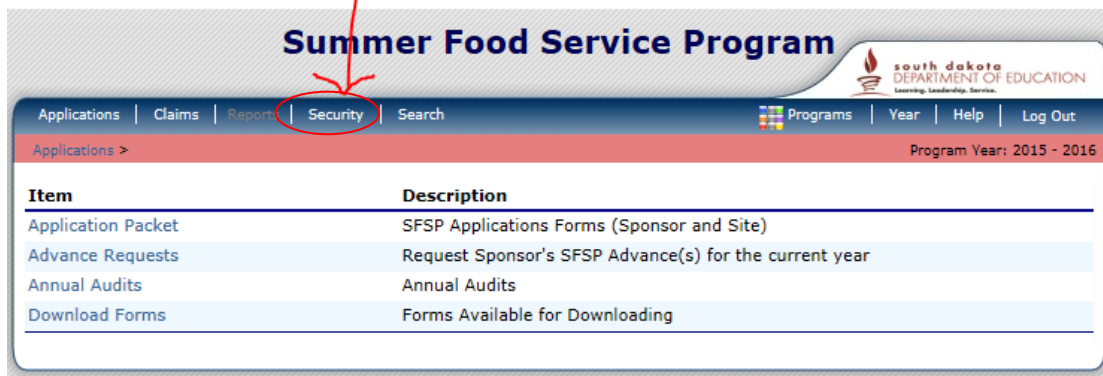 Summer Food Service Program
south dakota
DEPARTMENT OF EDUCATION
Learning. Leadership. Service.
Applications | Claims | Reports | Security | Search Programs | Year | Help | Log Out
Applications > Program Year: 2015 - 2016
Item Description
Application Packet SFSP Applications Forms (Sponsor and Site)
Advance Requests Request Sponsor's SFSP Advance(s) for the current year
Annual Audits Annual Audits
Download Forms Forms Available for Downloading